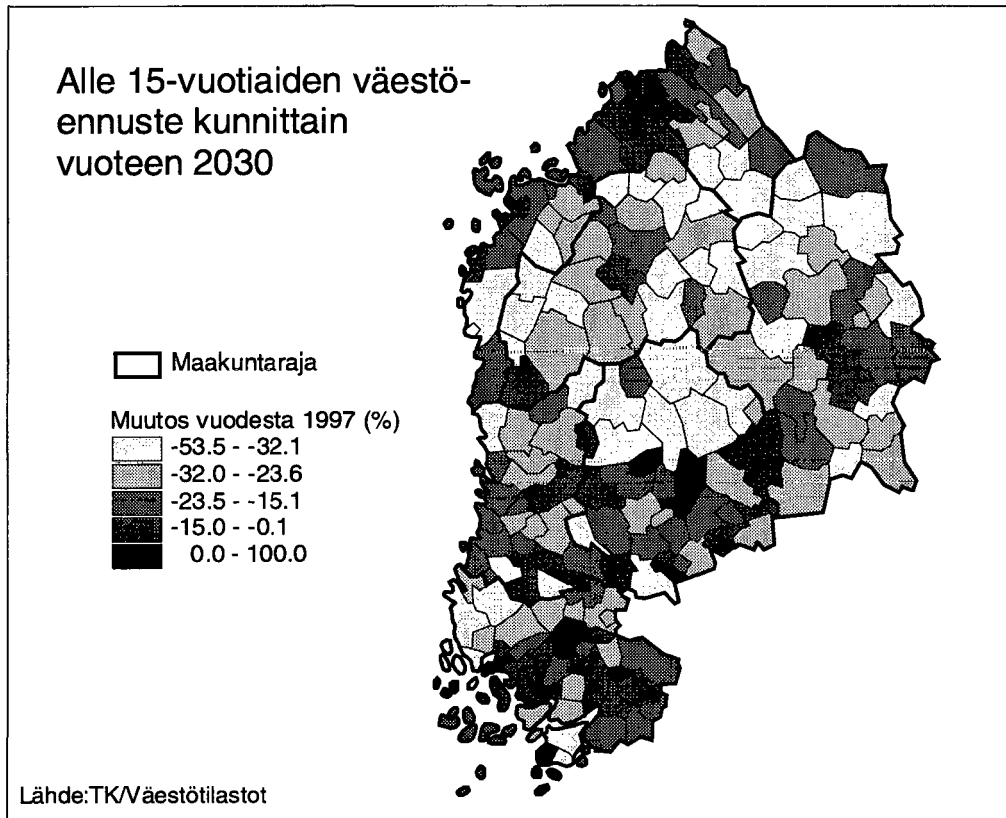 Alle 15-vuotiaiden väestö-
ennuste kunnittain
vuoteen 2030
Maakuntaraja
Muutos vuodesta 1997 (%)
-53.5 - -32.1
-32.0 - -23.6
-23.5 - -15.1
-15.0 - -0.1
0.0 - 100.0
Lähde:TK/Väestötilastot